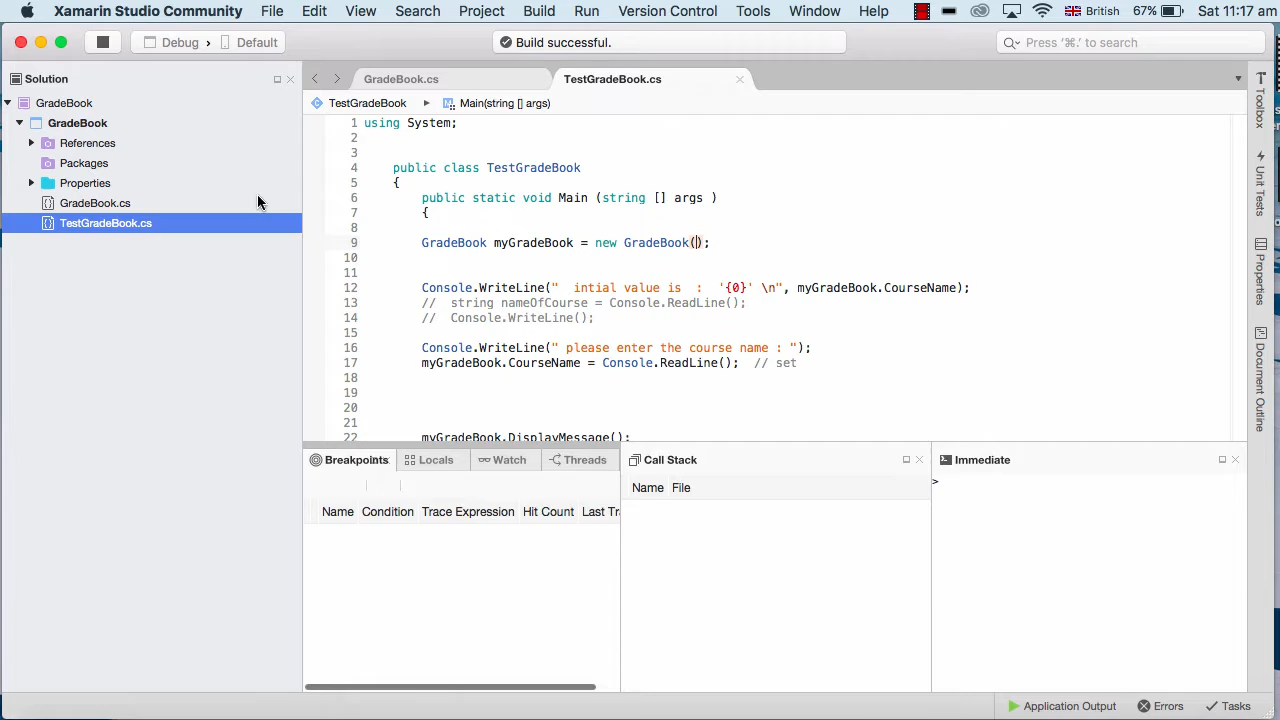 Xamarin Studio Community File Edit View Search Project Build Run Version Control Tools Window Help British 67% Sat 11:17 am
Debug › Default
Build successful.
Press '⌘.' to search
Solution
GradeBook
GradeBook
References
Packages
Properties
GradeBook.cs
TestGradeBook.cs
GradeBook.cs TestGradeBook.cs
TestGradeBook Main(string [] args)
1 using System;
2
3
4 public class TestGradeBook
5 {
6 public static void Main (string [] args )
7 {
8
9 GradeBook myGradeBook = new GradeBook();
10
11
12 Console.WriteLine("  intial value is  :  '{0}' \n", myGradeBook.CourseName);
13 //  string nameOfCourse = Console.ReadLine();
14 //  Console.WriteLine();
15
16 Console.WriteLine(" please enter the course name : ");
17 myGradeBook.CourseName = Console.ReadLine();  // set
18
19
20
21
22 myGradeBook.DisplayMessage();
Breakpoints Locals Watch Threads
Name Condition Trace Expression Hit Count Last Tr
Call Stack
Name File
Immediate
>
Toolbox
Unit Tests
Properties
Document Outline
Application Output Errors Tasks